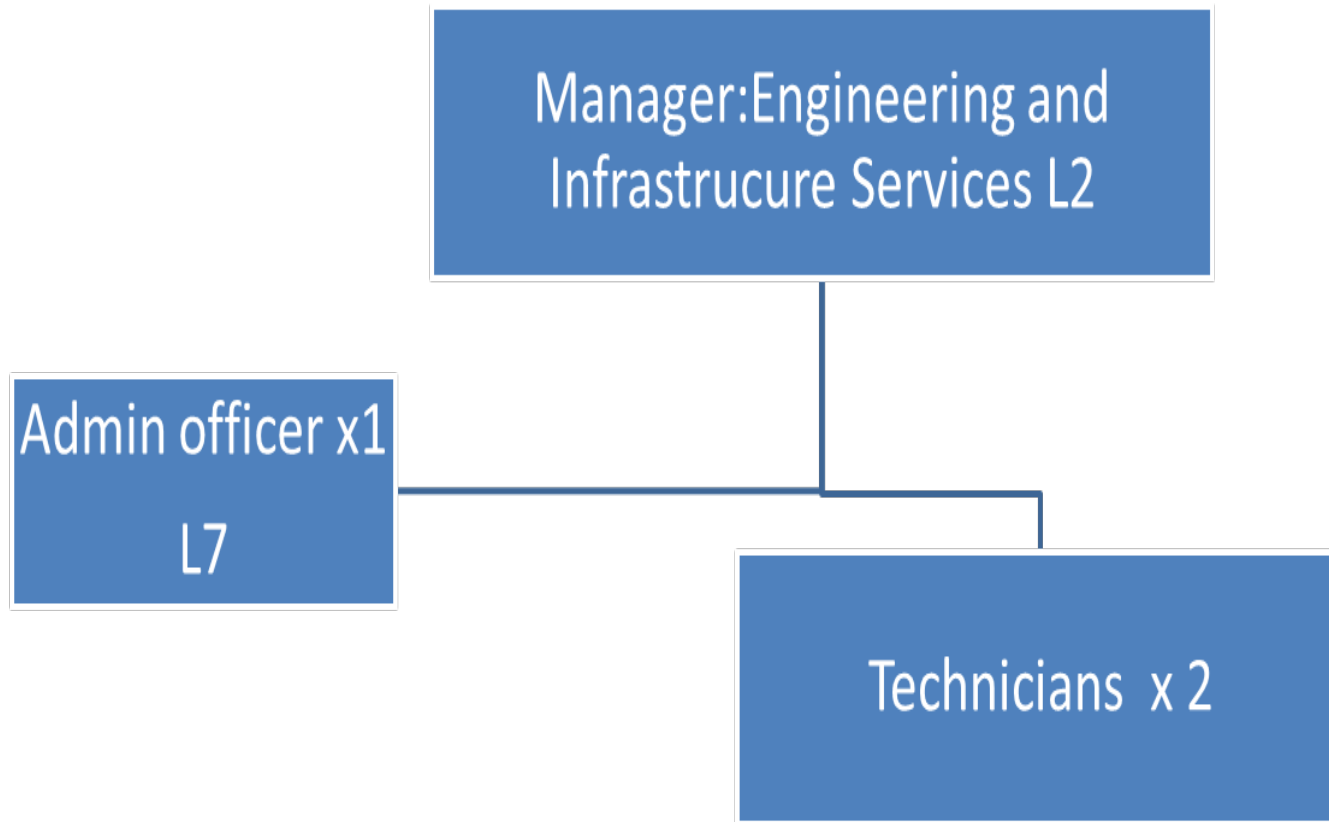 Manager:Engineering and
Infrastrucure Services L2
Admin officer x1
L7
Technicians  x 2